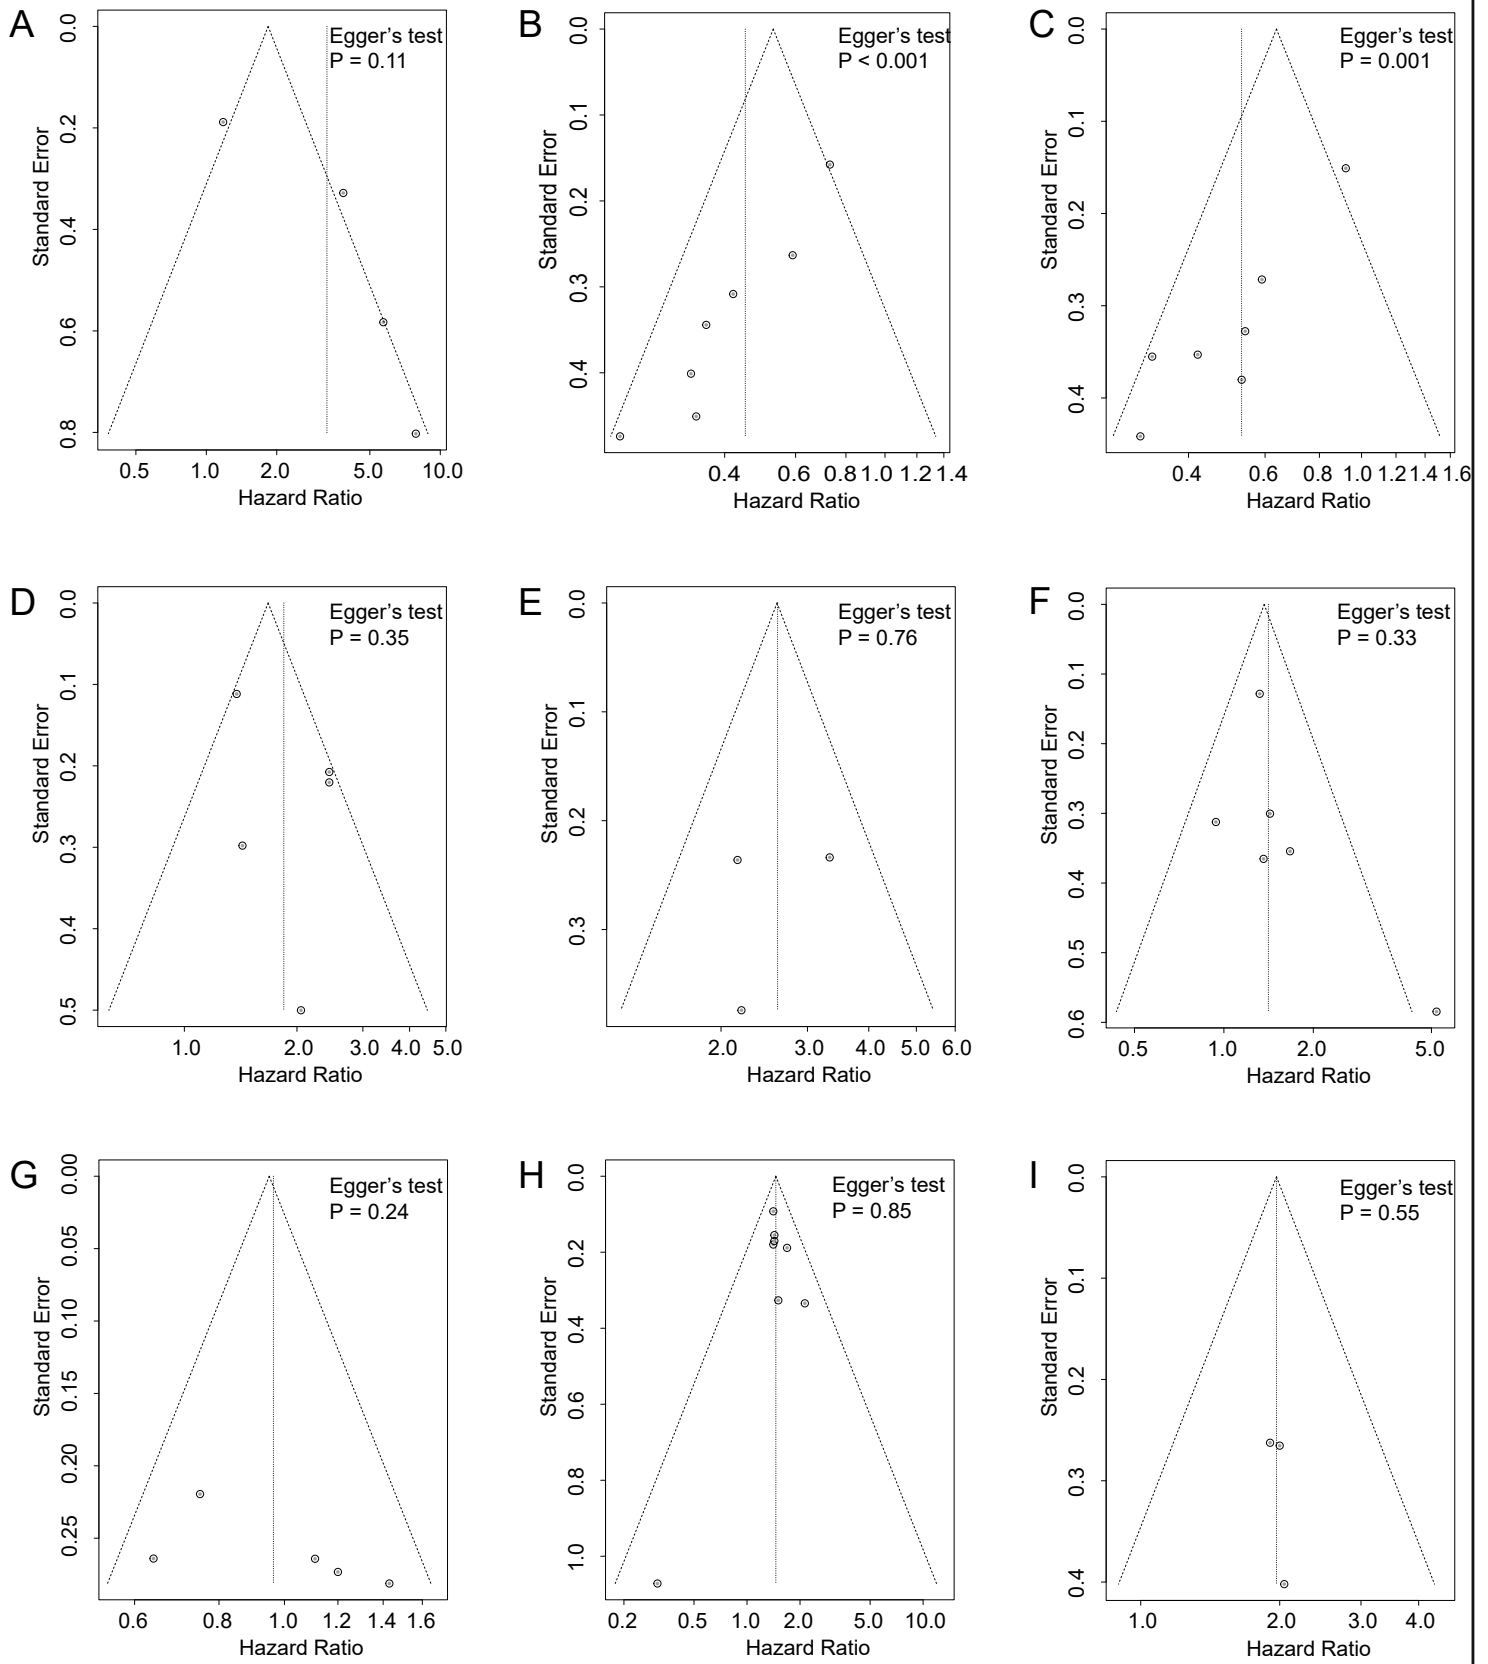 A
Egger's test
P = 0.11
0.0
0.2
0.4
0.6
0.8
Standard Error
0.5 1.0 2.0 5.0 10.0
Hazard Ratio
B
Egger's test
P < 0.001
0.0
0.1
0.2
0.3
0.4
Standard Error
0.4 0.6 0.8 1.0 1.2 1.4
Hazard Ratio
C
Egger's test
P = 0.001
0.0
0.1
0.2
0.3
0.4
Standard Error
0.4 0.6 0.8 1.0 1.2 1.4 1.6
Hazard Ratio
D
Egger's test
P = 0.35
0.0
0.1
0.2
0.3
0.4
0.5
Standard Error
1.0 2.0 3.0 4.0 5.0
Hazard Ratio
E
Egger's test
P = 0.76
0.0
0.1
0.2
0.3
Standard Error
2.0 3.0 4.0 5.0 6.0
Hazard Ratio
F
Egger's test
P = 0.33
0.0
0.1
0.2
0.3
0.4
0.5
0.6
Standard Error
0.5 1.0 2.0 5.0
Hazard Ratio
G
Egger's test
P = 0.24
0.00
0.05
0.10
0.15
0.20
0.25
Standard Error
0.6 0.8 1.0 1.2 1.4 1.6
Hazard Ratio
H
Egger's test
P = 0.85
0.0
0.2
0.4
0.6
0.8
1.0
Standard Error
0.2 0.5 1.0 2.0 5.0 10.0
Hazard Ratio
I
Egger's test
P = 0.55
0.0
0.1
0.2
0.3
0.4
Standard Error
1.0 2.0 3.0 4.0
Hazard Ratio